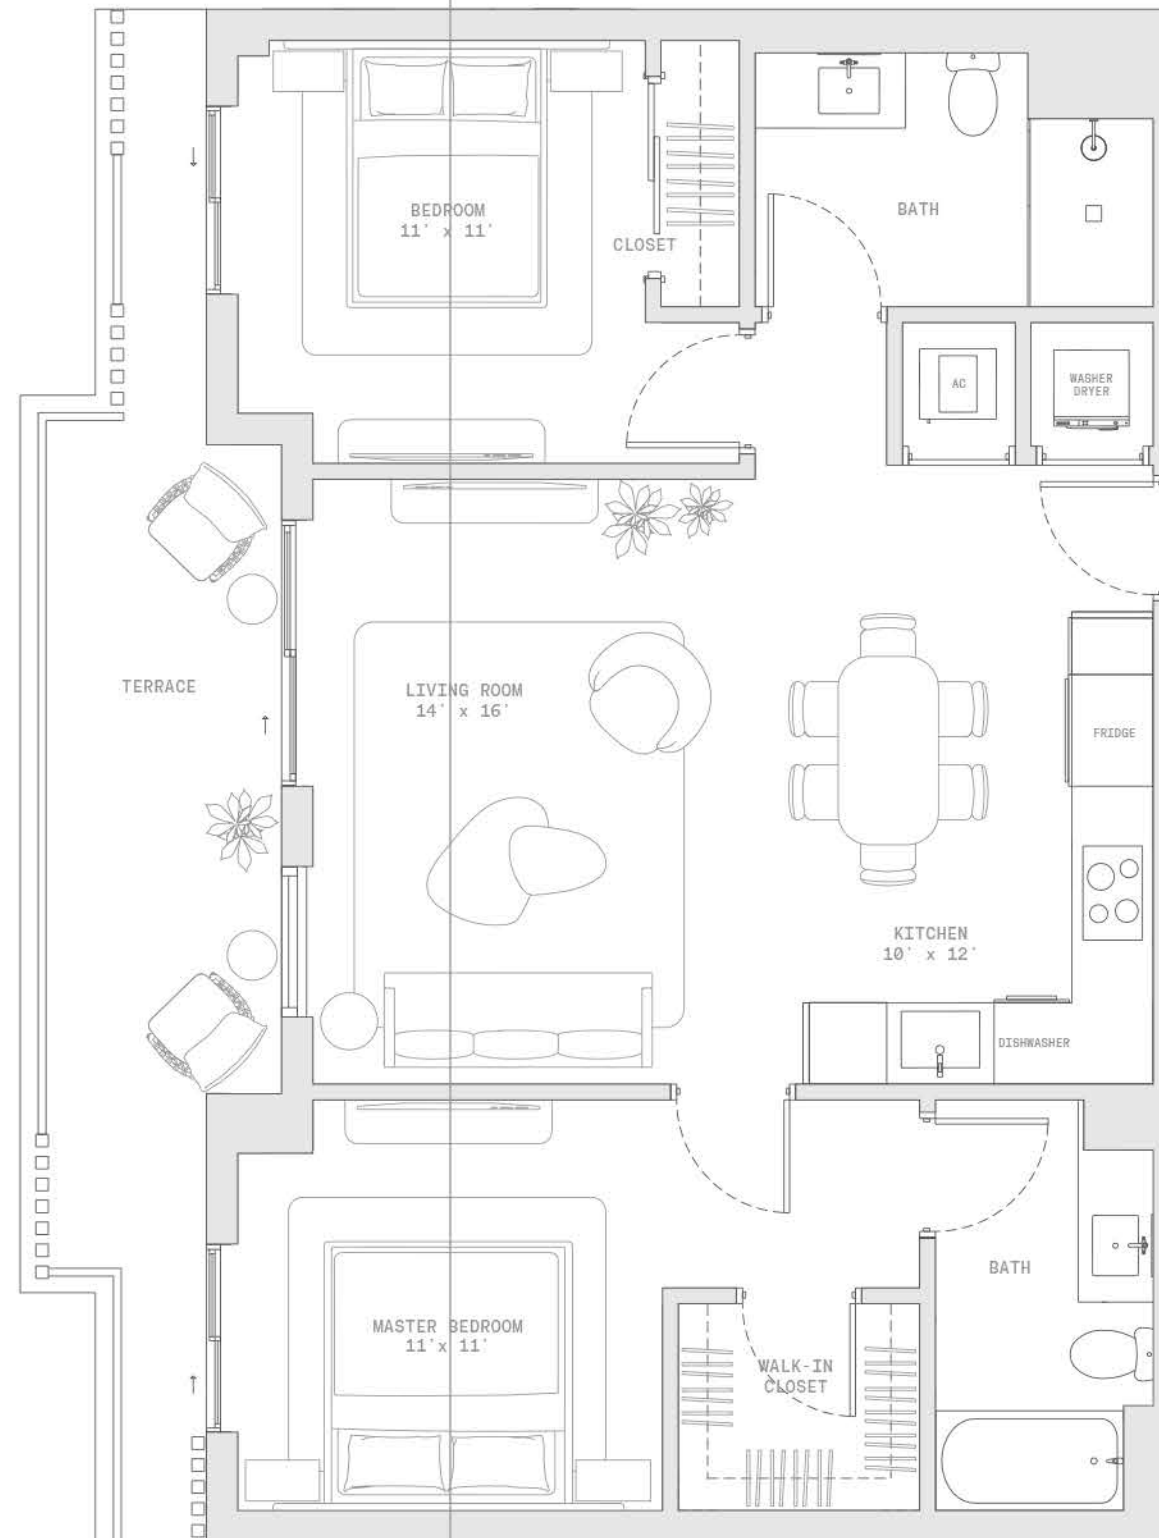 BEDROOM
11' x 11'
CLOSET
BATH
AC
WASHER
DRYER
TERRACE
LIVING ROOM
14' x 16'
FRIDGE
KITCHEN
10' x 12'
DISHWASHER
BATH
MASTER BEDROOM
11'x 11'
WALK-IN
CLOSET